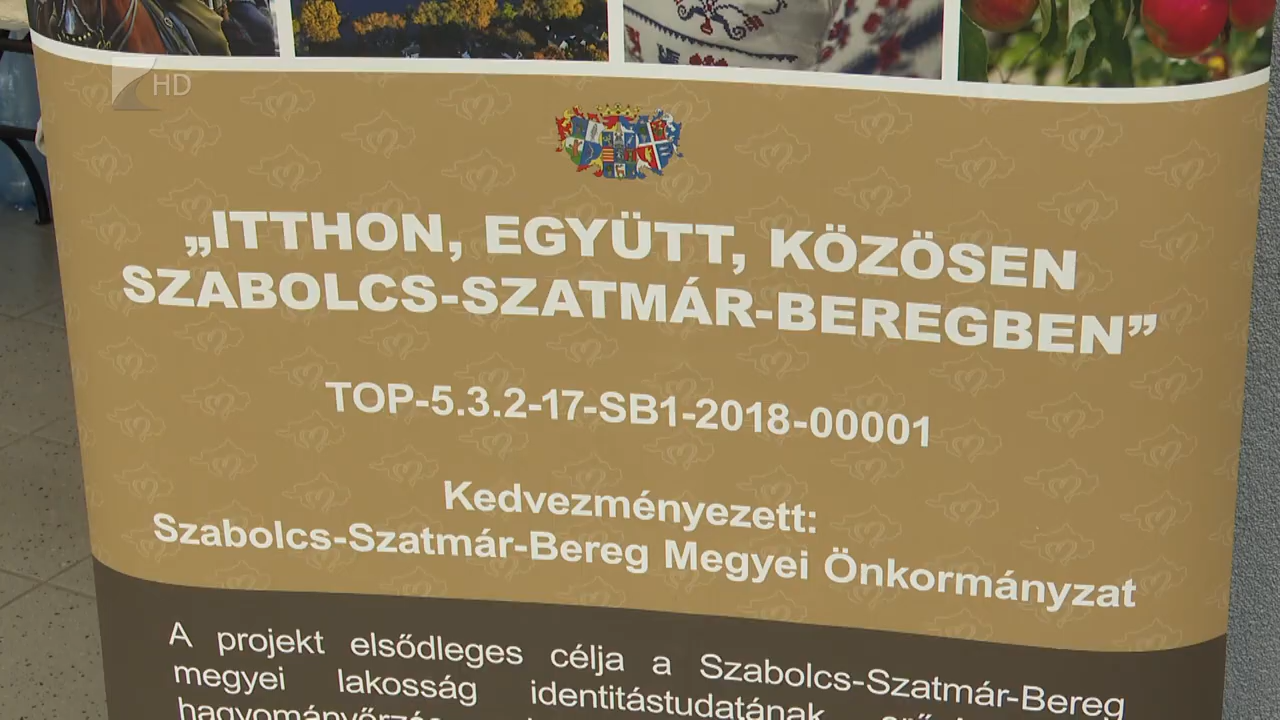 HD
„ITTHON, EGYÜTT, KÖZÖSEN
SZABOLCS-SZATMÁR-BEREGBEN”
TOP-5.3.2-17-SB1-2018-00001
Kedvezményezett:
Szabolcs-Szatmár-Bereg Megyei Önkormányzat
A projekt elsődleges célja a Szabolcs-Szatmár-Bereg
megyei lakosság identitástudatának
hagyományőrzés